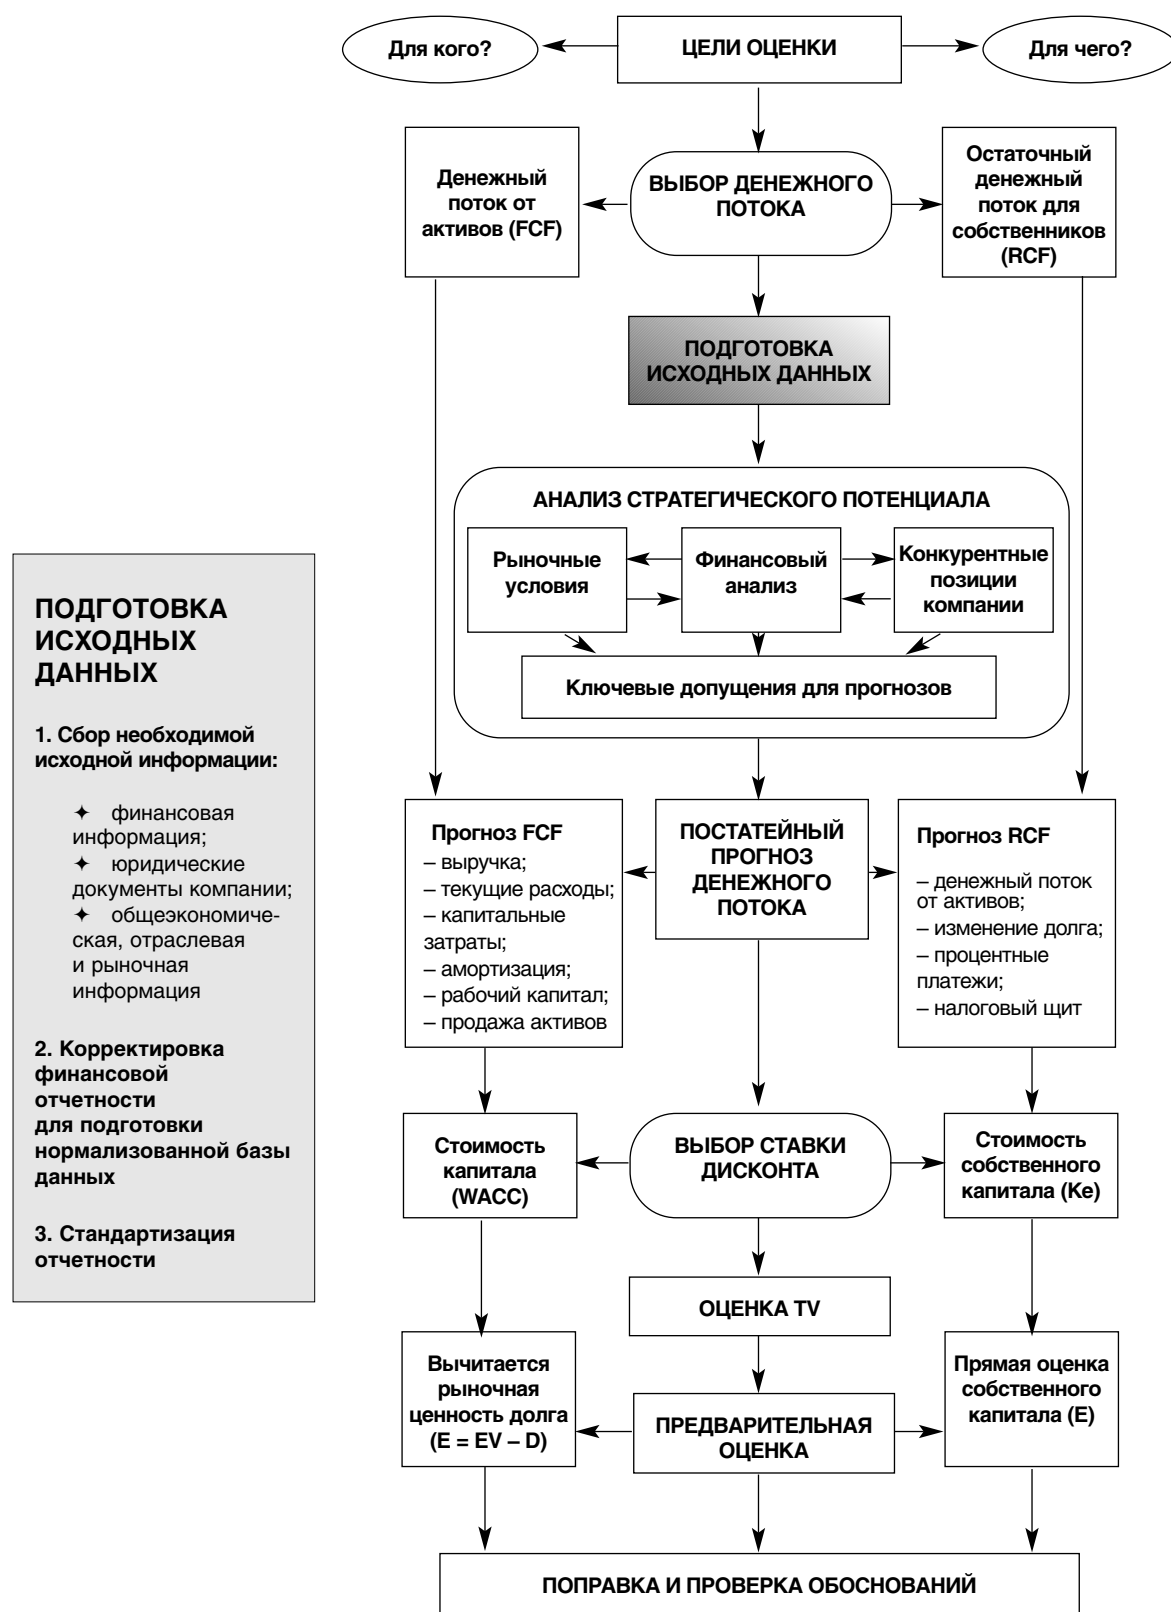 Для кого?
ЦЕЛИ ОЦЕНКИ
Для чего?
Денежный
поток от
активов (FCF)
ВЫБОР ДЕНЕЖНОГО
ПОТОКА
Остаточный
денежный
поток для
собственников
(RCF)
ПОДГОТОВКА
ИСХОДНЫХ ДАННЫХ
АНАЛИЗ СТРАТЕГИЧЕСКОГО ПОТЕНЦИАЛА
Рыночные
условия
Финансовый
анализ
Конкурентные
позиции
компании
Ключевые допущения для прогнозов
ПОДГОТОВКА
ИСХОДНЫХ
ДАННЫХ
1. Сбор необходимой
исходной информации:
✦ финансовая
информация;
✦ юридические
документы компании;
✦ общеэкономиче-
ская, отраслевая
и рыночная
информация
2. Корректировка
финансовой
отчетности
для подготовки
нормализованной базы
данных
3. Стандартизация
отчетности
Прогноз FCF
– выручка;
– текущие расходы;
– капитальные
затраты;
– амортизация;
– рабочий капитал;
– продажа активов
ПОСТАТЕЙНЫЙ
ПРОГНОЗ
ДЕНЕЖНОГО
ПОТОКА
Прогноз RCF
– денежный поток
от активов;
– изменение долга;
– процентные
платежи;
– налоговый щит
Стоимость
капитала
(WACC)
ВЫБОР СТАВКИ
ДИСКОНТА
Стоимость
собственного
капитала (Ke)
ОЦЕНКА TV
Вычитается
рыночная
ценность долга
(E = EV – D)
ПРЕДВАРИТЕЛЬНАЯ
ОЦЕНКА
Прямая оценка
собственного
капитала (E)
ПОПРАВКА И ПРОВЕРКА ОБОСНОВАНИЙ